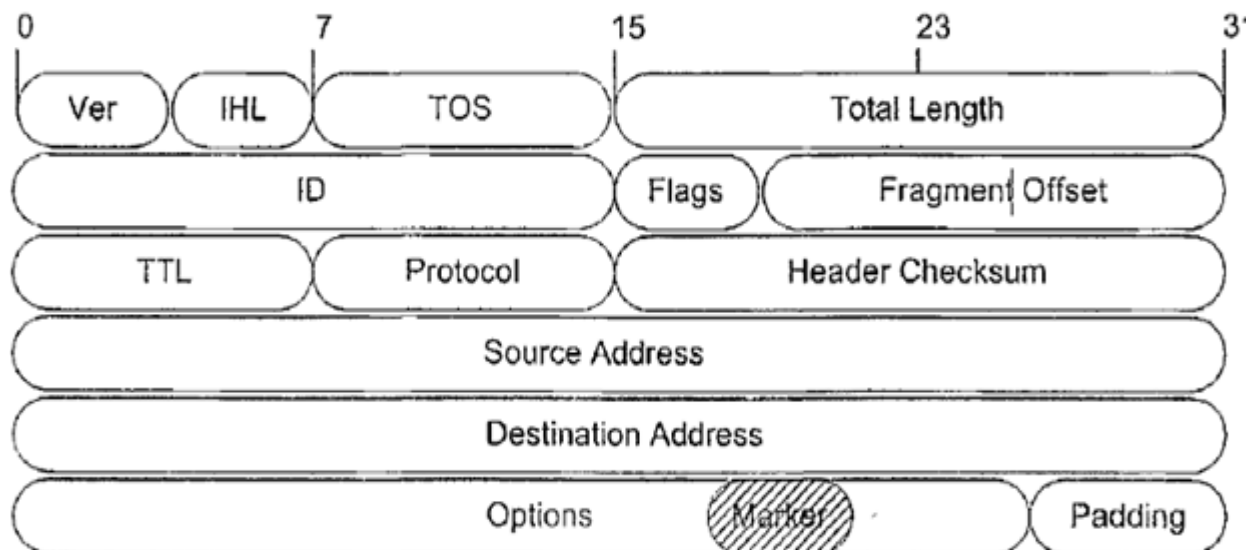 0 7 15 23 31
Ver IHL TOS Total Length
ID Flags Fragment Offset
TTL Protocol Header Checksum
Source Address
Destination Address
Options Marker Padding